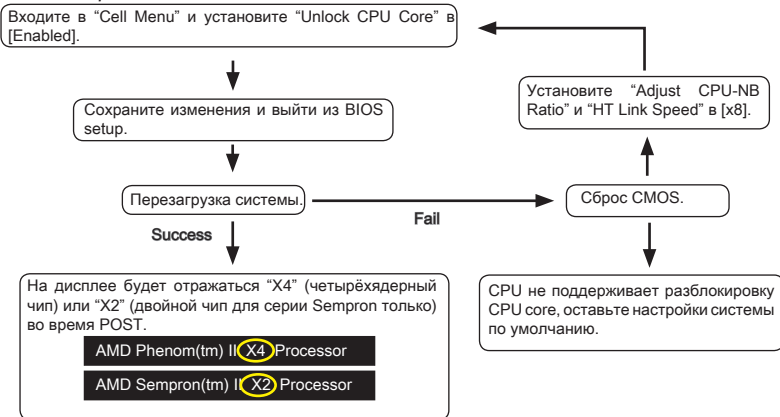 Входите в “Cell Menu” и установите “Unlock CPU Core” в
[Enabled].
Сохраните изменения и выйти из BIOS
setup.
Установите “Adjust CPU-NB
Ratio” и “HT Link Speed” в [x8].
Перезагрузка системы.
Fail
Сброс CMOS.
Success
На дисплее будет отражаться “X4” (четырёхядерный
чип) или “X2” (двойной чип для серии Sempron только)
во время POST.
AMD Phenom(tm) II X4 Processor
AMD Sempron(tm) II X2 Processor
CPU не поддерживает разблокировку
CPU core, оставьте настройки системы
по умолчанию.